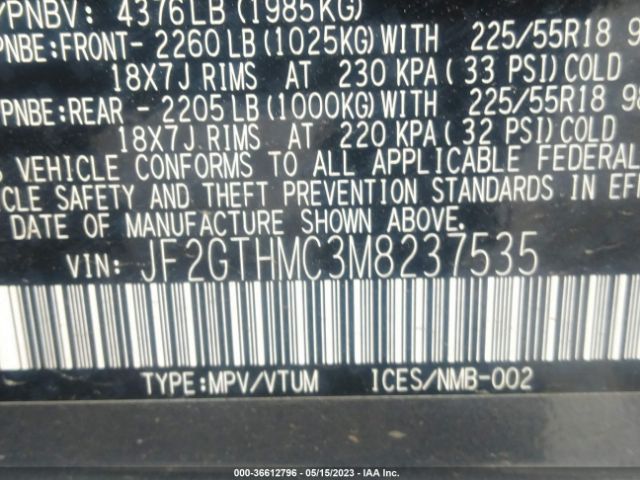 /PNBV: 4376LB (1985KG)
PNBE:FRONT- 2260 LB (1025KG)WITH 225/55R18 9
18X7J RIMS AT 230 KPA( 33 PSI)COLD
PNBE:REAR - 2205 LB (1000KG)WITH 225/55R18 98
18X7J RIMS AT 220 KPA( 32 PSI)COLD
S VEHICLE CONFORMS TO ALL APPLICABLE FEDERAL
CLE SAFETY AND THEFT PREVENTION STANDARDS IN EFF
DATE OF MANUFACTURE SHOWN ABOVE.
VIN: JF2GTHMC3M8237535
TYPE:MPV/VTUM ICES/NMB-002
000-36612796 - 05/15/2023 - IAA Inc.